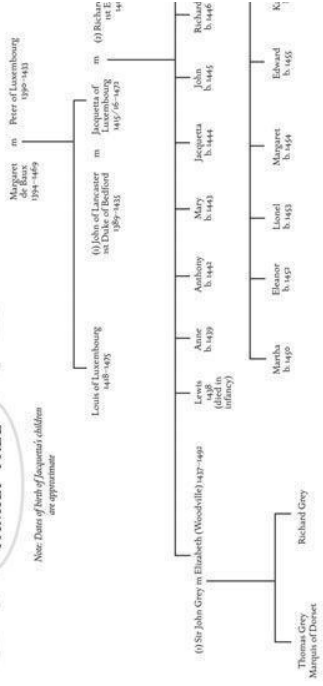 Note: Dates of birth of Jacquetta's children
are approximate
Margaret
de Baux
1394–1469
m
Peter of Luxembourg
1390–1433
Louis of Luxembourg
1418–1475
(1) John of Lancaster
1st Duke of Bedford
1389–1435
m
Jacquetta of
Luxembourg
1415/16–1472
m
(2) Richar
1st E
(1) Sir John Grey m Elizabeth (Woodville) 1437–1492
Lewis
1438
(died in
infancy)
Anne
b. 1439
Anthony
b. 1442
Mary
b. 1443
Jacquetta
b. 1444
John
b. 1445
Richard
b. 1446
Martha
b. 1450
Eleanor
b. 1452
Lionel
b. 1453
Margaret
b. 1454
Edward
b. 1455
Thomas Grey
Marquis of Dorset
Richard Grey